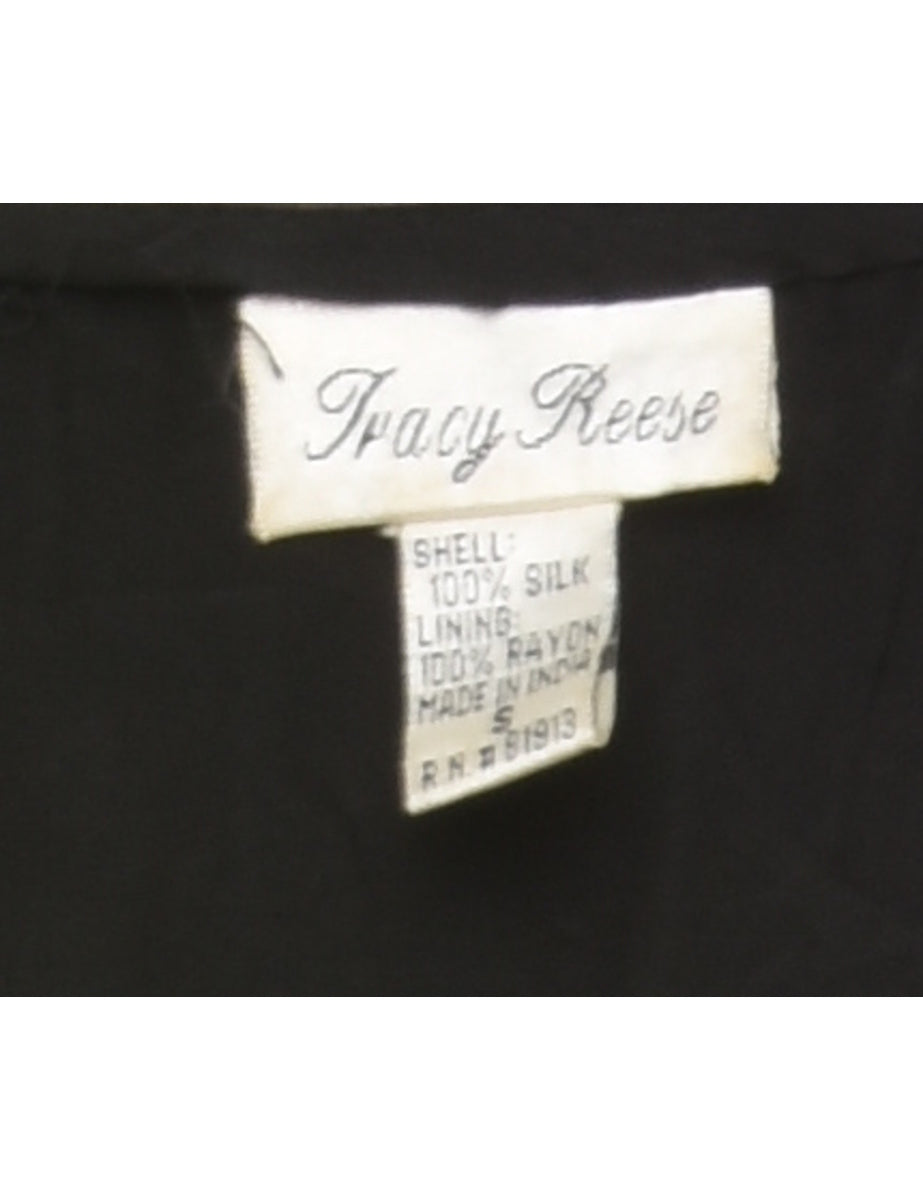 Tracy Reese
SHELL:
100% SILK
LINING:
100% RAYON
MADE IN INDIA
S
R.N. # 81913